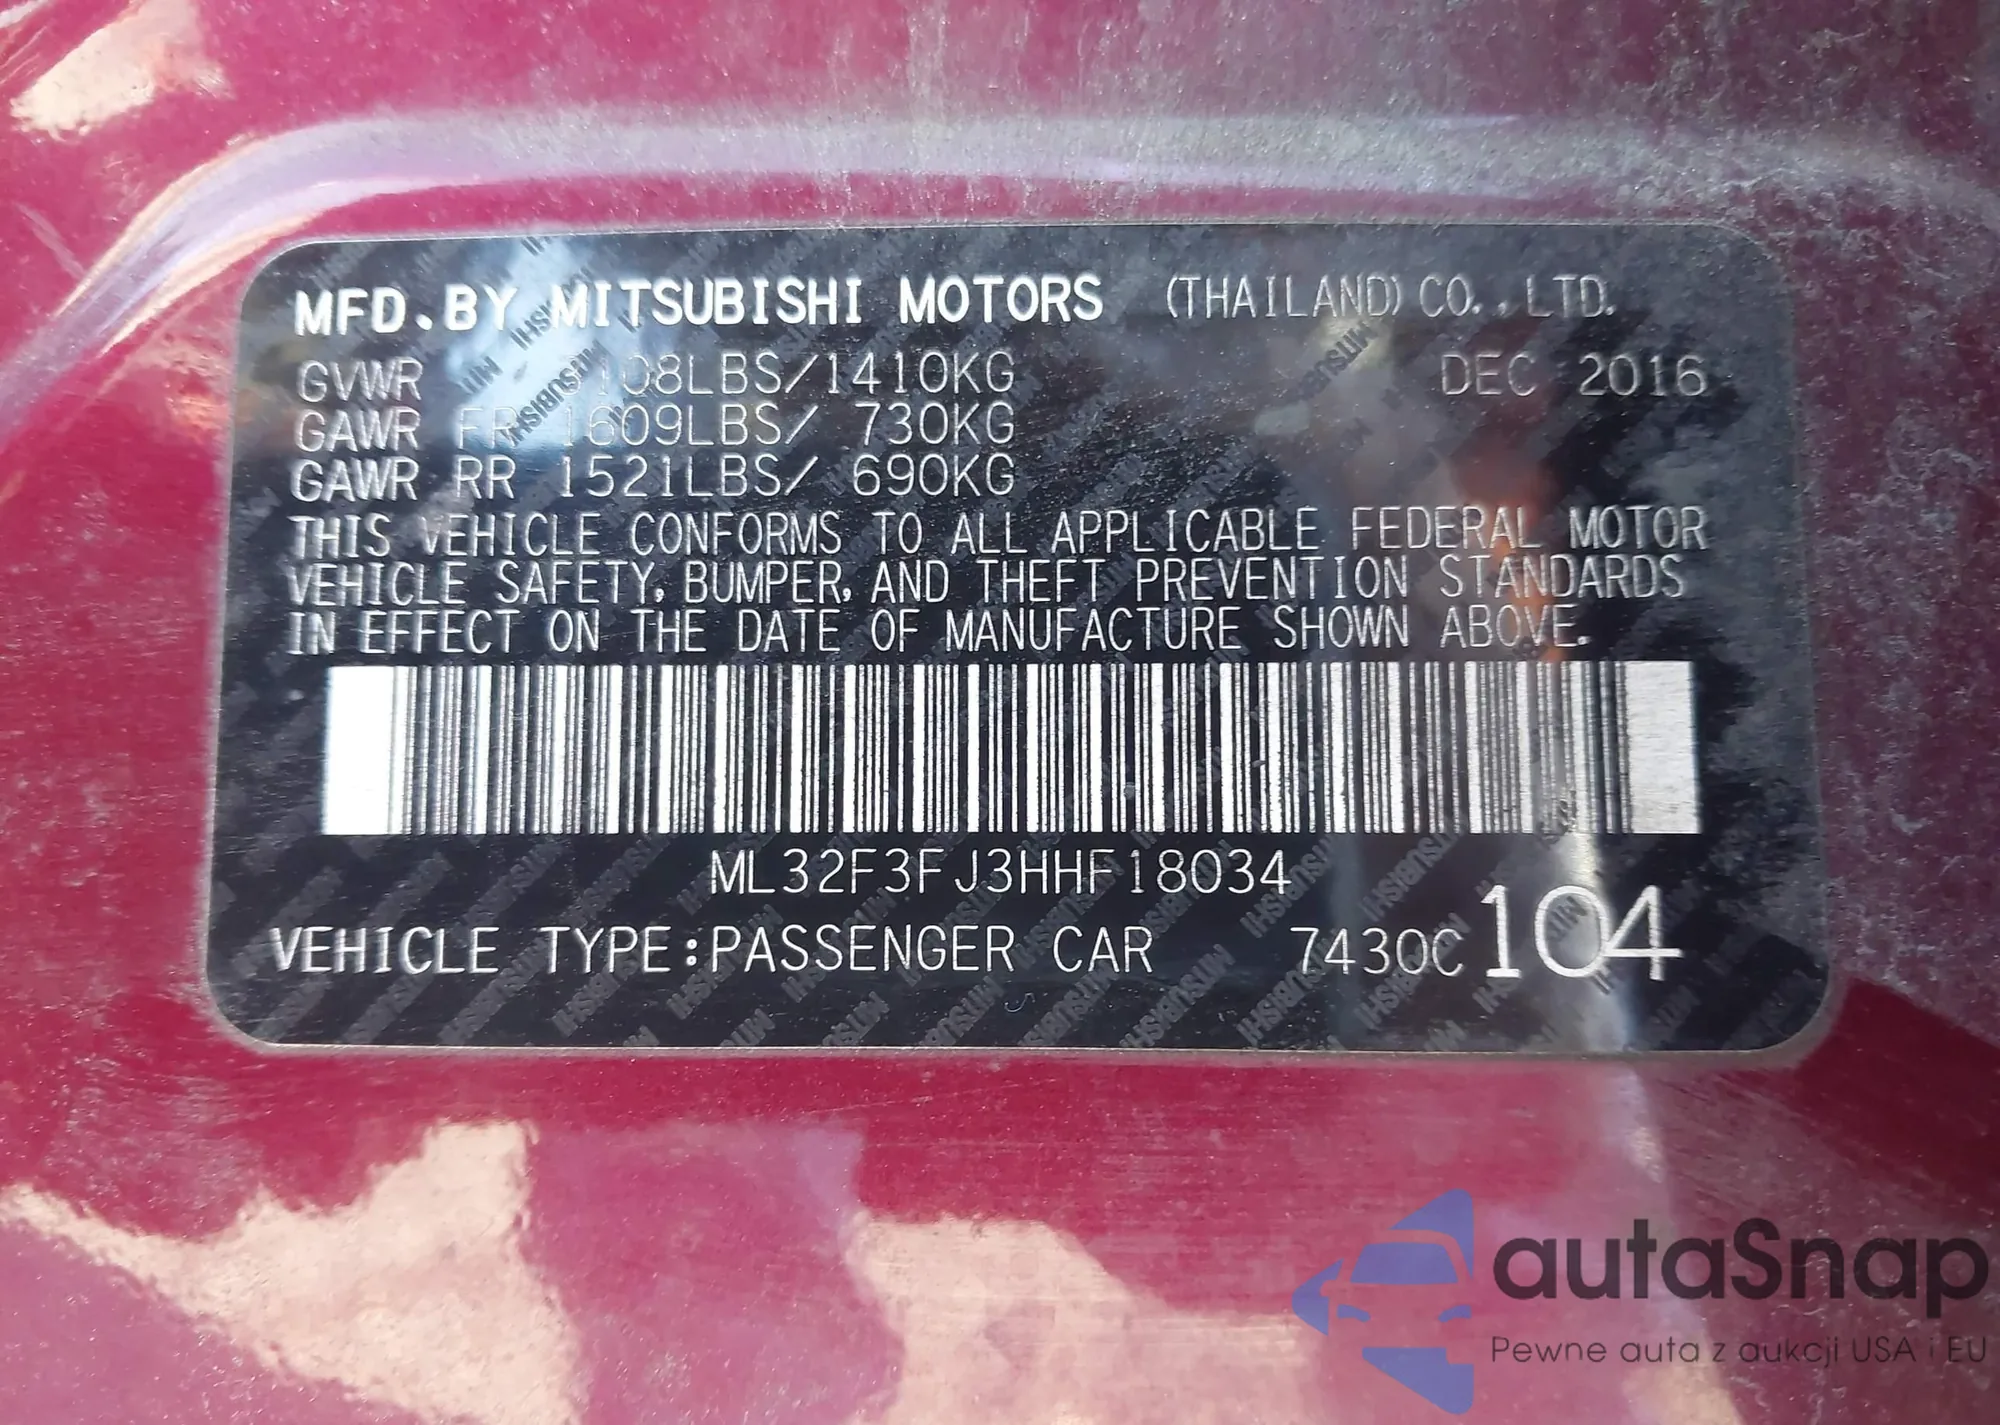 MFD.BY MITSUBISHI MOTORS (THAILAND) CO.,LTD.
GVWR 108LBS/1410KG DEC 2016
GAWR FR 1609LBS/ 730KG
GAWR RR 1521LBS/ 690KG
THIS VEHICLE CONFORMS TO ALL APPLICABLE FEDERAL MOTOR
VEHICLE SAFETY, BUMPER, AND THEFT PREVENTION STANDARDS
IN EFFECT ON THE DATE OF MANUFACTURE SHOWN ABOVE.
ML32F3FJ3HHF18034
VEHICLE TYPE:PASSENGER CAR 7430C 104
autaSnap
Pewne auta z aukcji USA i EU